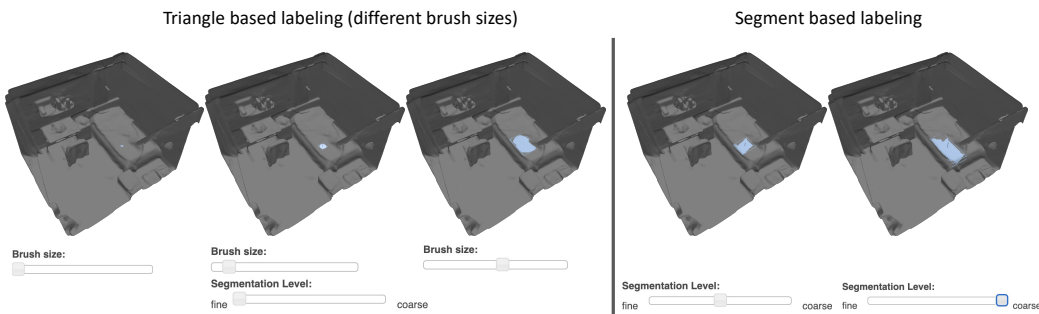 Triangle based labeling (different brush sizes)
Segment based labeling
Brush size:
Brush size:
Brush size:
Segmentation Level:
fine
coarse
Segmentation Level:
fine
coarse
Segmentation Level:
fine
coarse